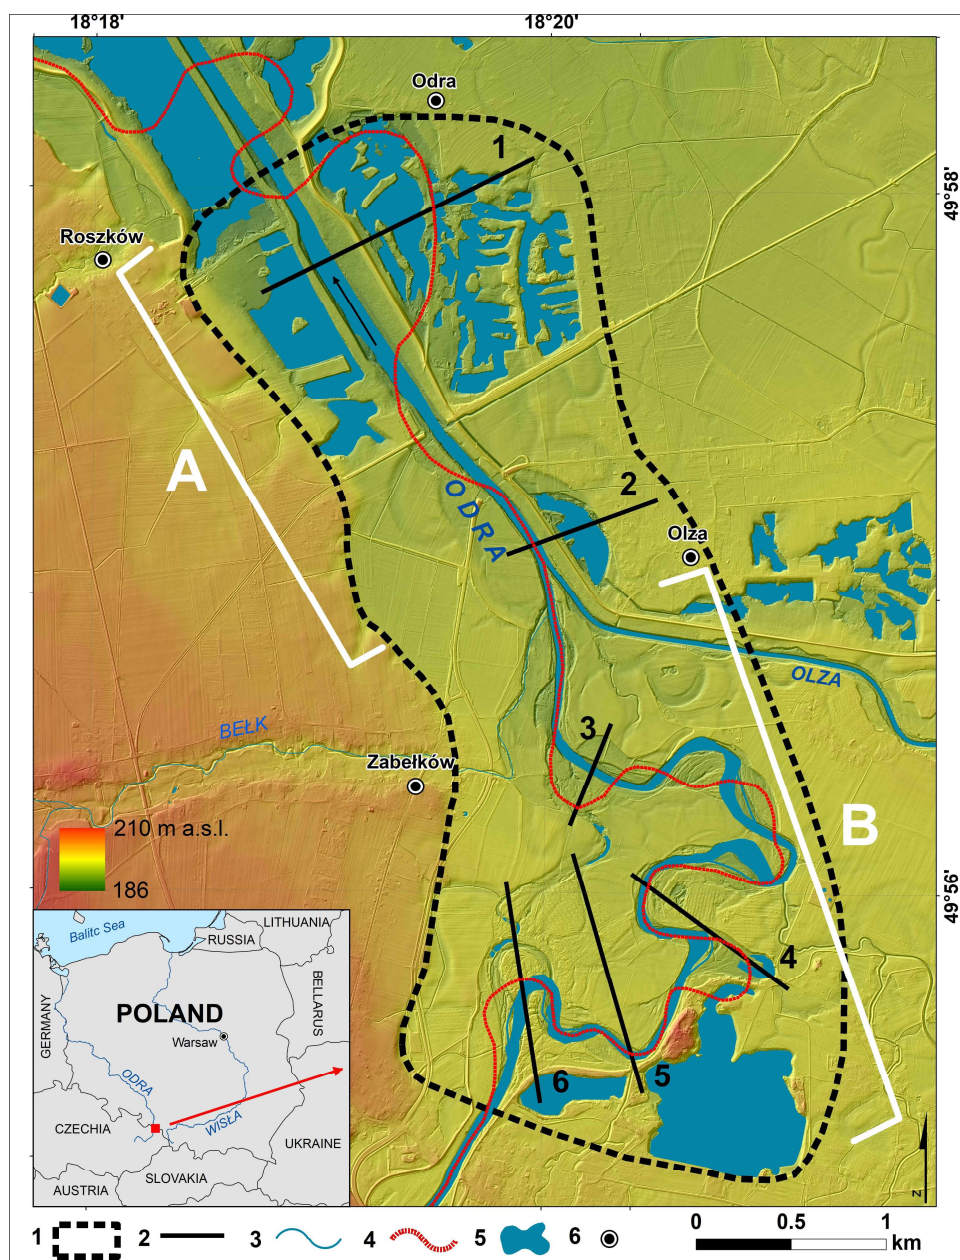 18°18'
18°20'
Odra
1
49°58'
Roszków
A
ODRA
2
Olza
OLZA
BEŁK
3
Zabełków
B
210 m a.s.l.
186
49°56'
4
5
6
Balitc Sea
LITHUANIA
RUSSIA
BELLARUS
GERMANY
POLAND
Warsaw
ODRA
WISŁA
CZECHIA
UKRAINE
SLOVAKIA
AUSTRIA
N
1
2
3
4
5
6
0
0.5
1
km